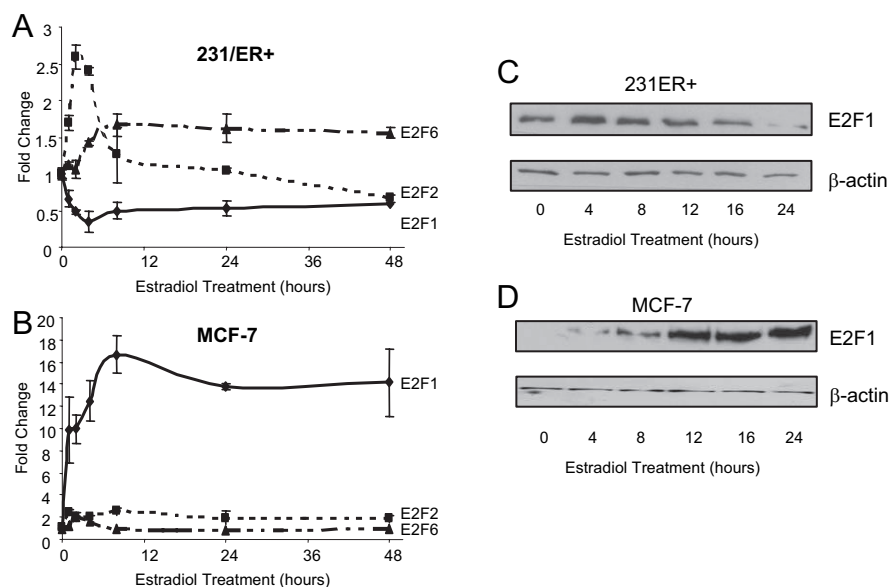 A
231/ER+
Fold Change
3
2.5
2
1.5
1
0.5
0
E2F6
E2F2
E2F1
0 12 24 36 48
Estradiol Treatment (hours)
B
MCF-7
Fold Change
20
18
16
14
12
10
8
6
4
2
0
E2F1
E2F2
E2F6
0 12 24 36 48
Estradiol Treatment (hours)
C
231ER+
E2F1
β-actin
0 4 8 12 16 24
Estradiol Treatment (hours)
D
MCF-7
E2F1
β-actin
0 4 8 12 16 24
Estradiol Treatment (hours)